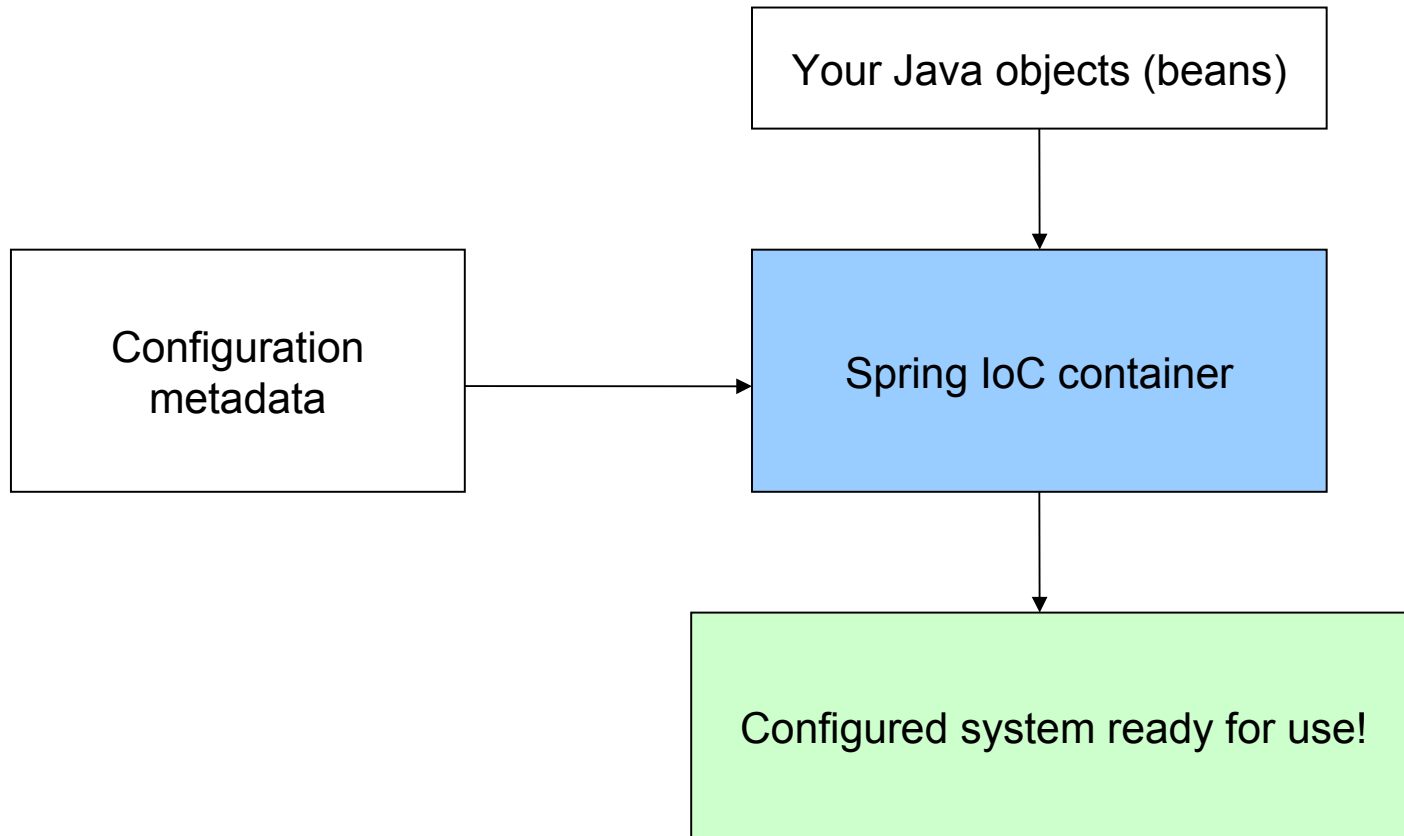 Your Java objects (beans)
Configuration
metadata
Spring IoC container
Configured system ready for use!